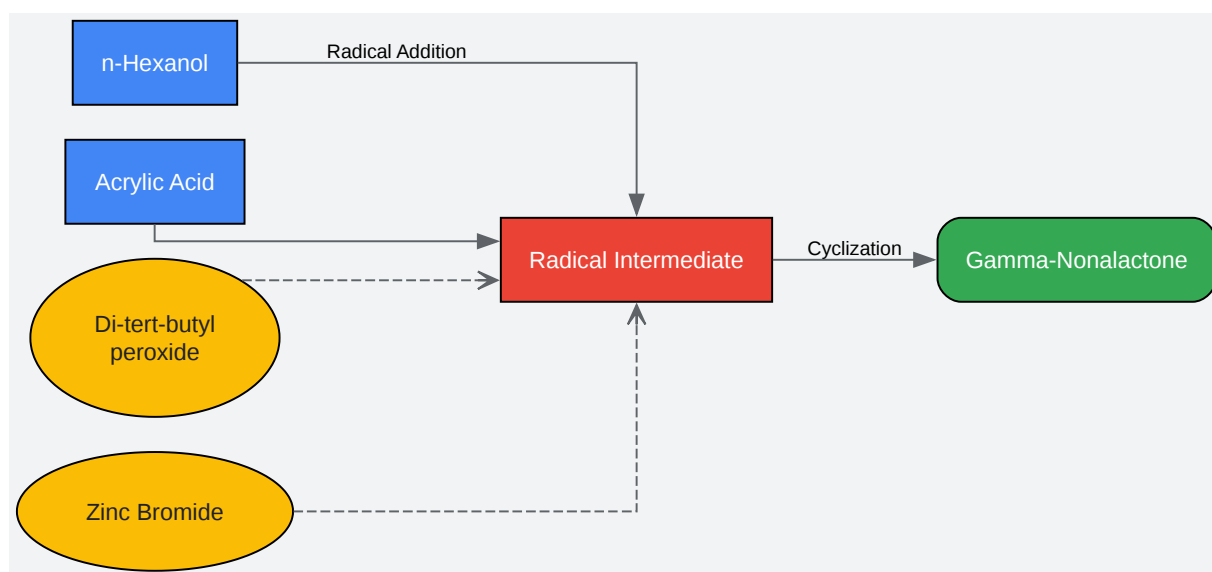 n-Hexanol
Radical Addition
Acrylic Acid
Radical Intermediate
Cyclization
Gamma-Nonalactone
Di-tert-butyl
peroxide
Zinc Bromide